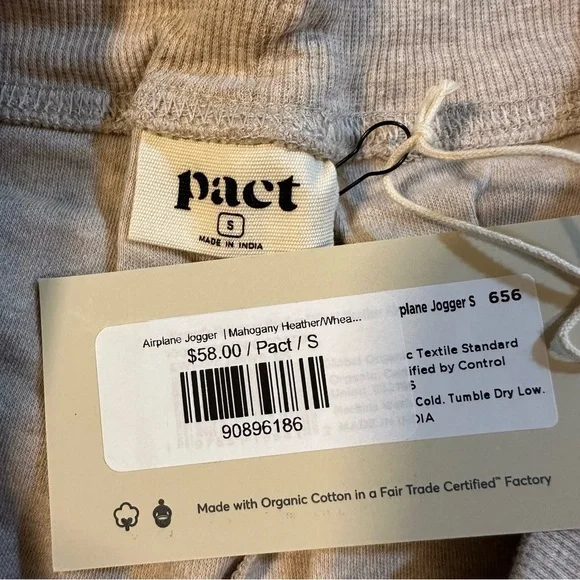 pact
S
MADE IN INDIA
Airplane Jogger | Mahogany Heather/Whea...
$58.00 / Pact / S
90896186
plane Jogger S 656
c Textile Standard
ified by Control
S
Cold. Tumble Dry Low.
DIA
Made with Organic Cotton in a Fair Trade Certified™ Factory